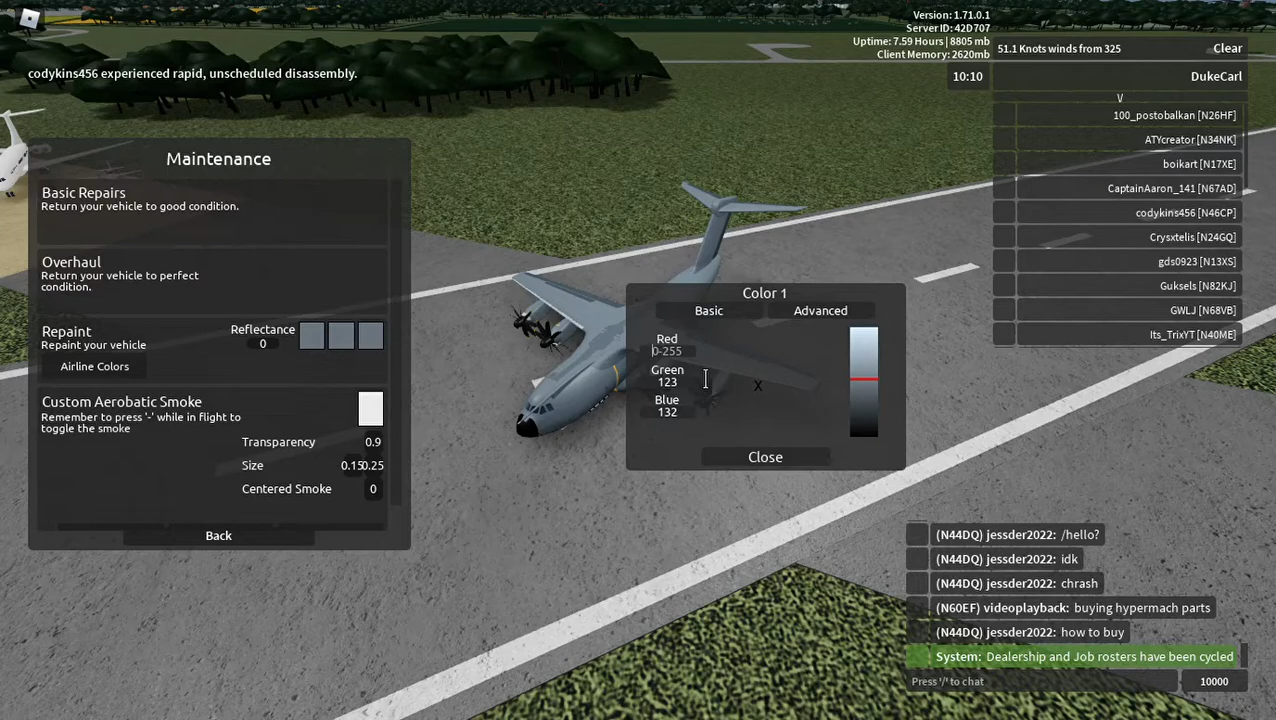 Version: 1.71.0.1
Server ID: 42D707
Uptime: 7.59 Hours | 8805 mb
Client Memory: 2620mb
51.1 Knots winds from 325
Clear
10:10
DukeCarl
V
100_postobalkan [N26HF]
ATYcreator [N34NK]
boikart [N17XE]
CaptainAaron_141 [N67AD]
codykins456 [N46CP]
Crysxtelis [N24GQ]
gds0923 [N13XS]
Guksels [N82KJ]
GWLJ [N68VB]
Its_TrixYT [N40ME]
codykins456 experienced rapid, unscheduled disassembly.
Maintenance
Basic Repairs
Return your vehicle to good condition.
Overhaul
Return your vehicle to perfect
condition.
Repaint
Repaint your vehicle
Reflectance
0
Airline Colors
Custom Aerobatic Smoke
Remember to press '-' while in flight to
toggle the smoke
Transparency 0.9
Size 0.15 0.25
Centered Smoke 0
Back
Color 1
Basic Advanced
Red
0-255
Green
123
Blue
132
X
Close
(N44DQ) jessder2022: /hello?
(N44DQ) jessder2022: idk
(N44DQ) jessder2022: chrash
(N60EF) videoplayback: buying hypermach parts
(N44DQ) jessder2022: how to buy
System: Dealership and Job rosters have been cycled
Press '/' to chat
10000